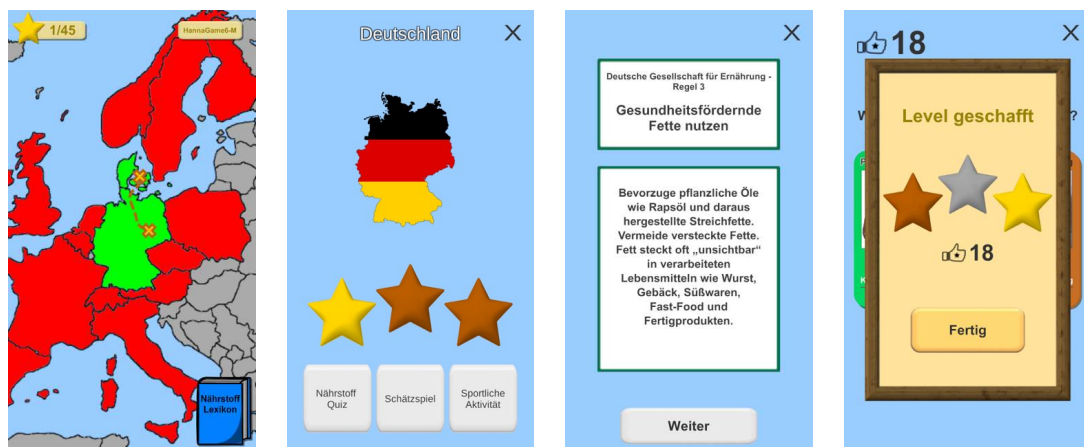 1/45
HannaGame6-M
Nährstoff
Lexikon
Deutschland X
Nährstoff
Quiz
Schätzspiel
Sportliche
Aktivität
X
Deutsche Gesellschaft für Ernährung -
Regel 3
Gesundheitsfördernde
Fette nutzen
Bevorzuge pflanzliche Öle
wie Rapsöl und daraus
hergestellte Streichfette.
Vermeide versteckte Fette.
Fett steckt oft „unsichtbar“
in verarbeiteten
Lebensmitteln wie Wurst,
Gebäck, Süßwaren,
Fast-Food und
Fertigprodukten.
Weiter
18 X
?
Level geschafft
18
Fertig